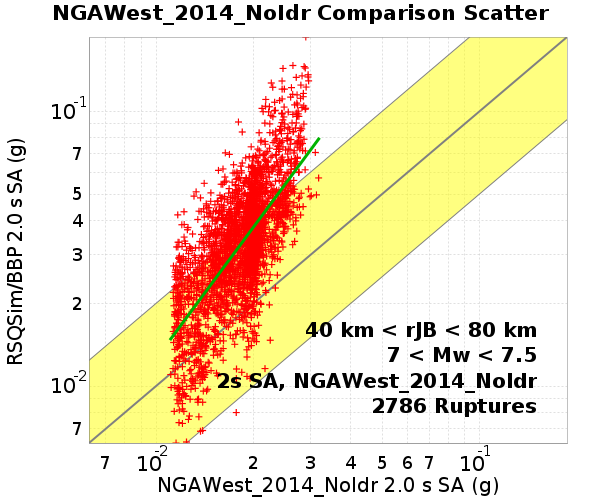 NGAWest_2014_NoIdr Comparison Scatter
RSQSim/BBP 2.0 s SA (g)
10-1
7
5
4
3
2
10-2
7
40 km < rJB < 80 km
7 < Mw < 7.5
2s SA, NGAWest_2014_NoIdr
2786 Ruptures
7 10-2 2 3 4 5 6 7 10-1
NGAWest_2014_NoIdr 2.0 s SA (g)